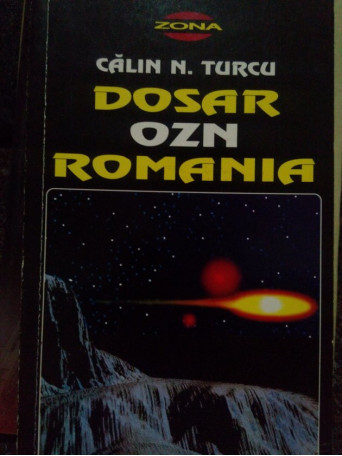 ZONA
CĂLIN N. TURCU
DOSAR
OZN
ROMANIA